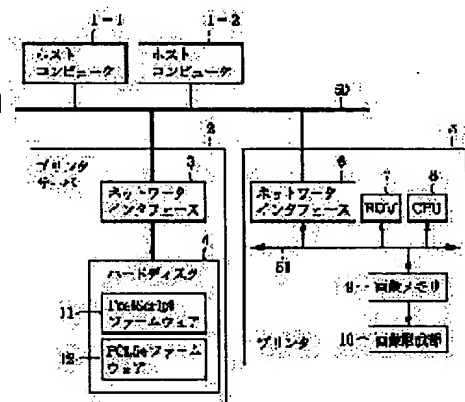 1-1
1-2
ホスト
コンピュータ
ホスト
コンピュータ
50
2
5
プリンタ
サーバ
3
ネットワーク
インタフェース
6
ネットワーク
インタフェース
7
ROM
8
CPU
51
4
ハードディスク
11
PostScript
ファームウェア
12
PCL5eファーム
ウェア
9
画像メモリ
プリンタ
10
画像形成部